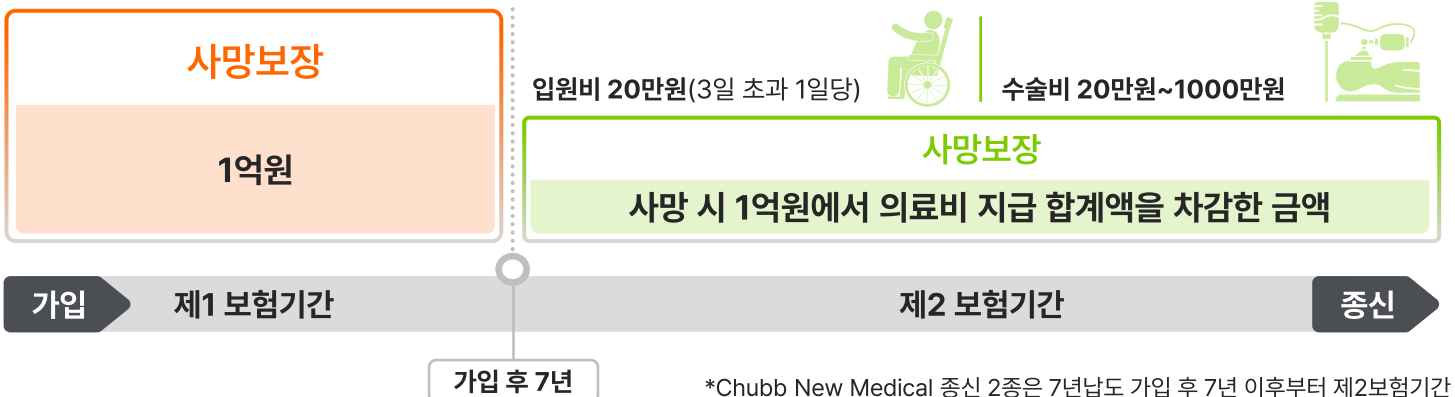 사망보장
1억원
입원비 20만원(3일 초과 1일당)
수술비 20만원~1000만원
사망보장
사망 시 1억원에서 의료비 지급 합계액을 차감한 금액
가입
제1 보험기간
제2 보험기간
종신
가입 후 7년
*Chubb New Medical 종신 2종은 7년납도 가입 후 7년 이후부터 제2보험기간